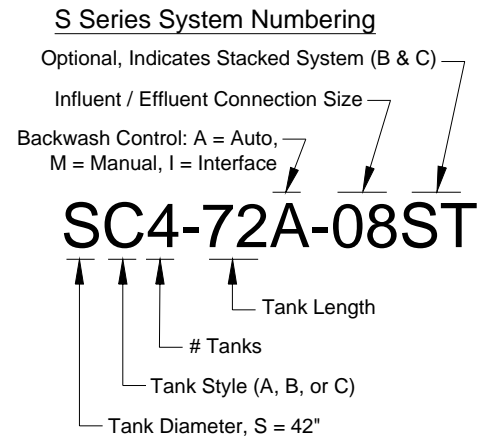 S Series System Numbering
Optional, Indicates Stacked System (B & C)
Influent / Effluent Connection Size
Backwash Control: A = Auto,
M = Manual, I = Interface
SC4-72A-08ST
Tank Length
# Tanks
Tank Style (A, B, or C)
Tank Diameter, S = 42"